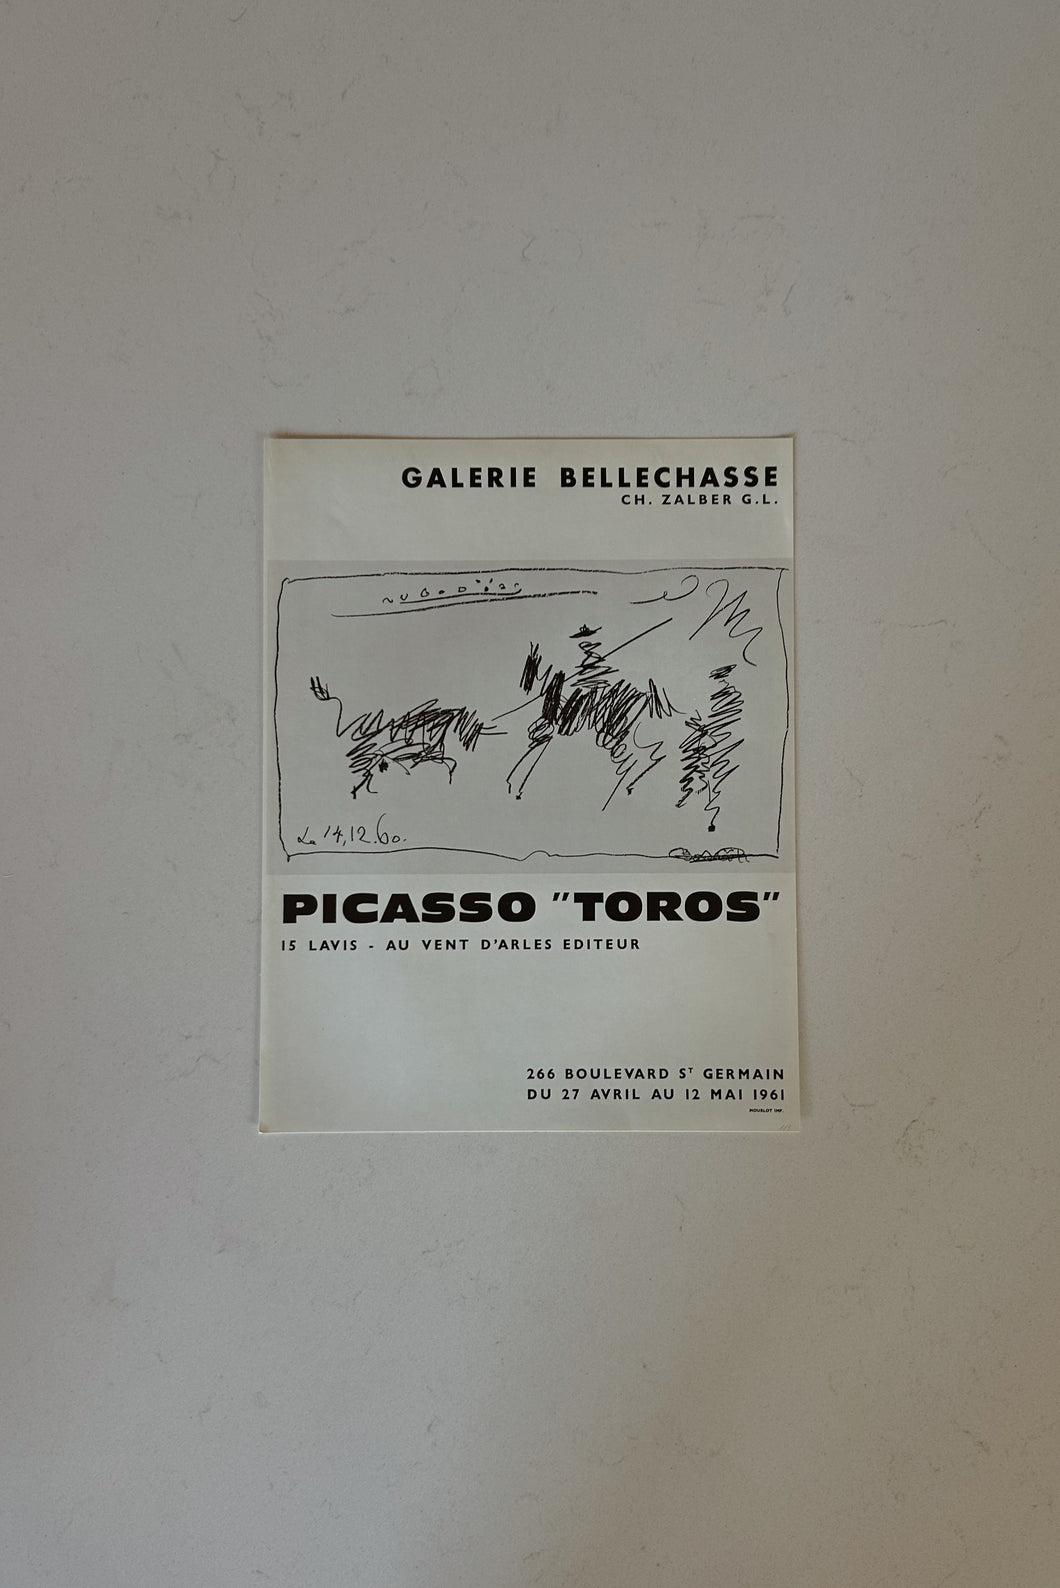 GALERIE BELLECHASSE
CH. ZALBER G.L.
Le 14,12.60.
PICASSO "TOROS"
15 LAVIS - AU VENT D'ARLES EDITEUR
266 BOULEVARD Sᵀ GERMAIN
DU 27 AVRIL AU 12 MAI 1961
MOURLOT IMP.